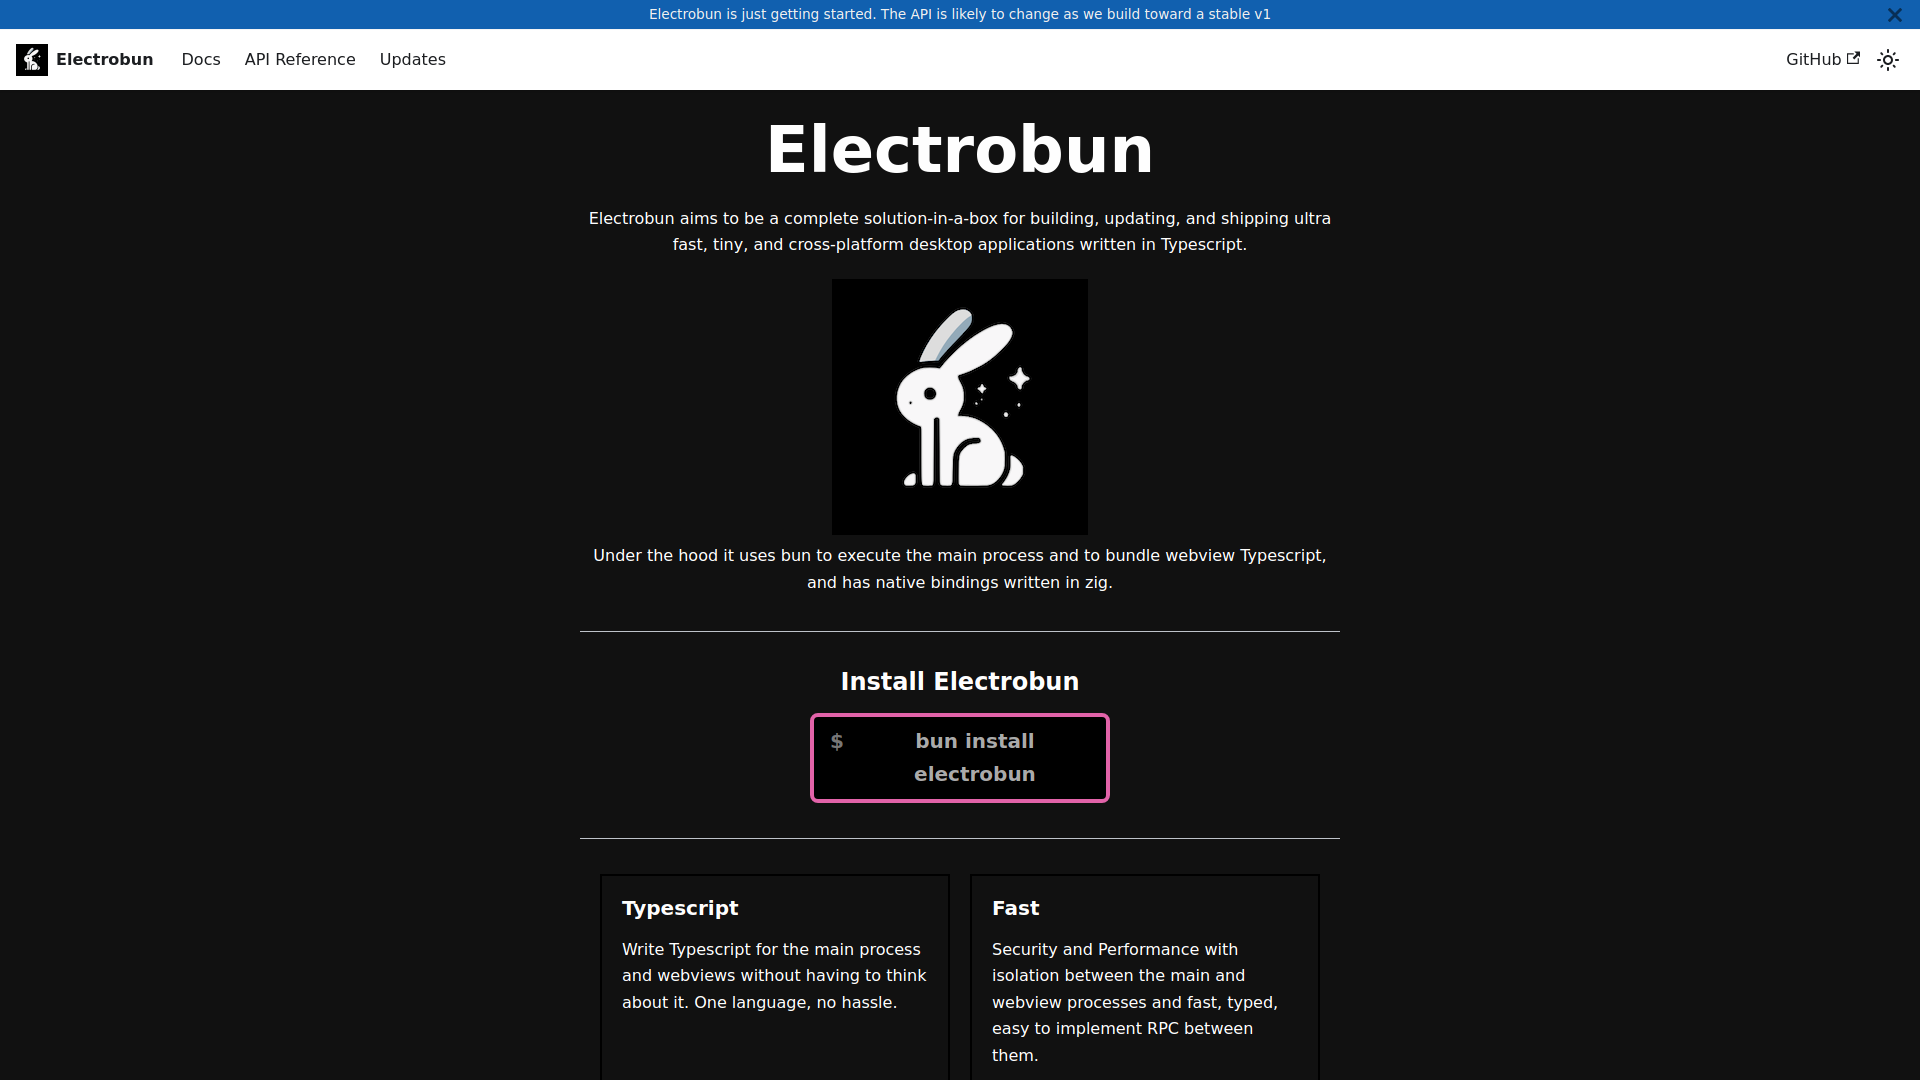 Electrobun is just getting started. The API is likely to change as we build toward a stable v1
Electrobun Docs API Reference Updates GitHub
Electrobun
Electrobun aims to be a complete solution-in-a-box for building, updating, and shipping ultra
fast, tiny, and cross-platform desktop applications written in Typescript.
Under the hood it uses bun to execute the main process and to bundle webview Typescript,
and has native bindings written in zig.
Install Electrobun
$ bun install
electrobun
Typescript
Write Typescript for the main process
and webviews without having to think
about it. One language, no hassle.
Fast
Security and Performance with
isolation between the main and
webview processes and fast, typed,
easy to implement RPC between
them.